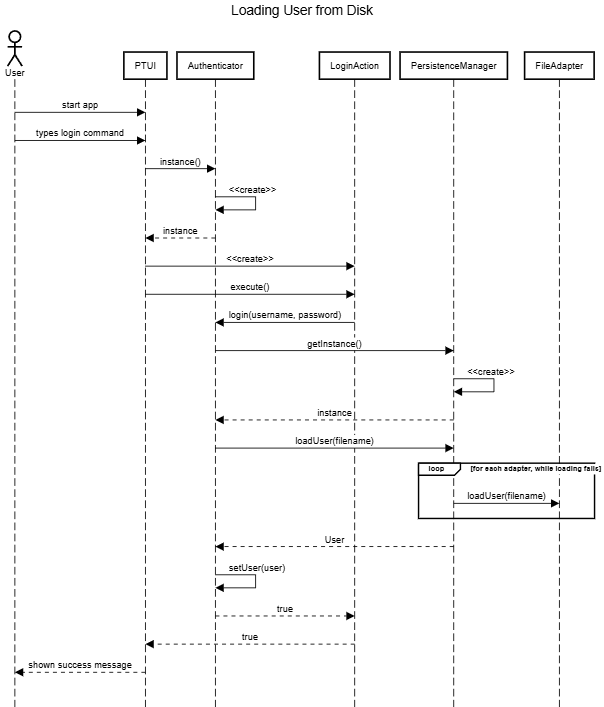 Loading User from Disk
User
PTUI
Authenticator
LoginAction
PersistenceManager
FileAdapter
start app
types login command
instance()
<<create>>
instance
<<create>>
execute()
login(username, password)
getInstance()
<<create>>
instance
loadUser(filename)
loop
[for each adapter, while loading fails]
loadUser(filename)
User
setUser(user)
true
true
shown success message